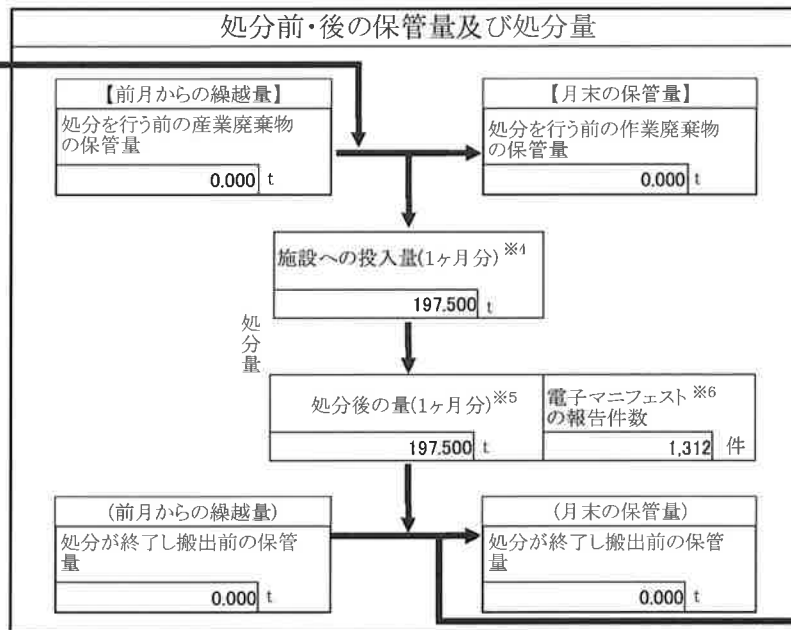 処分前・後の保管量及び処分量
【前月からの繰越量】
処分を行う前の産業廃棄物
の保管量
0.000 t
【月末の保管量】
処分を行う前の作業廃棄物
の保管量
0.000 t
施設への投入量(1ヶ月分)※4
197.500 t
処分量
処分後の量(1ヶ月分)※5
197.500 t
電子マニフェスト※6
の報告件数
1,312 件
(前月からの繰越量)
処分が終了し搬出前の保管
量
0.000 t
(月末の保管量)
処分が終了し搬出前の保管
量
0.000 t